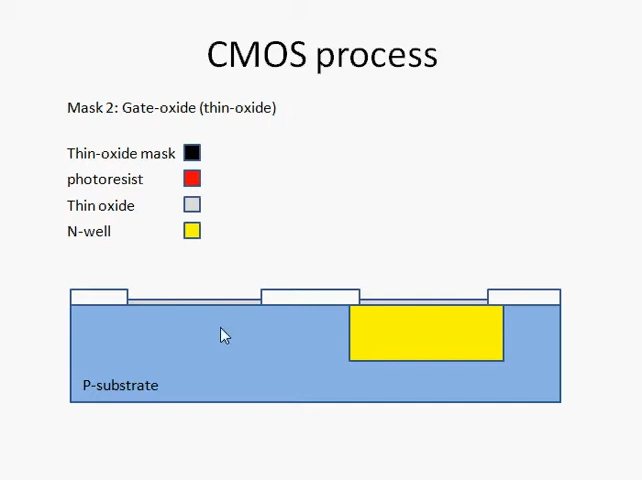 CMOS process
Mask 2: Gate-oxide (thin-oxide)
Thin-oxide mask
photoresist
Thin oxide
N-well
P-substrate